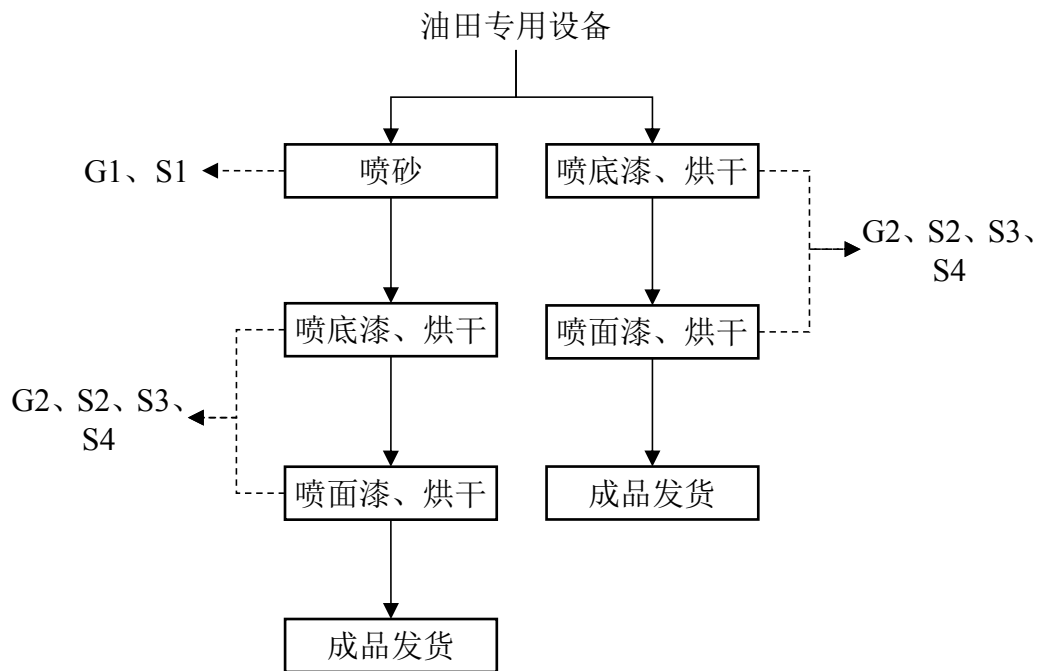 油田专用设备
G1、S1
喷砂
喷底漆、烘干
G2、S2、S3、
S4
喷底漆、烘干
喷面漆、烘干
G2、S2、S3、
S4
喷面漆、烘干
成品发货
成品发货